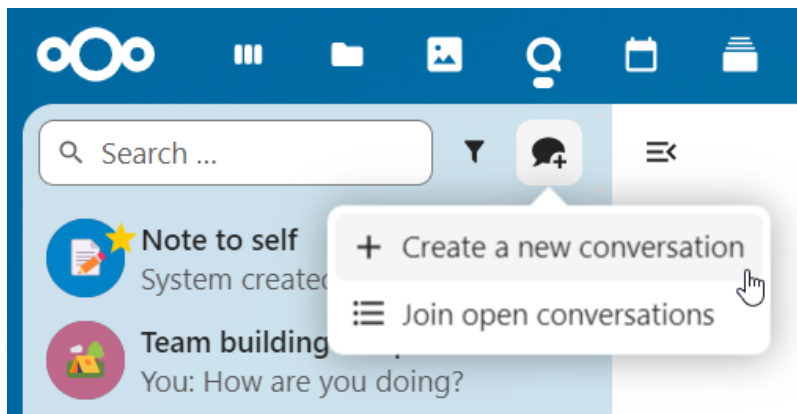 Search ...
Note to self
System created
Create a new conversation
Join open conversations
Team building
You: How are you doing?